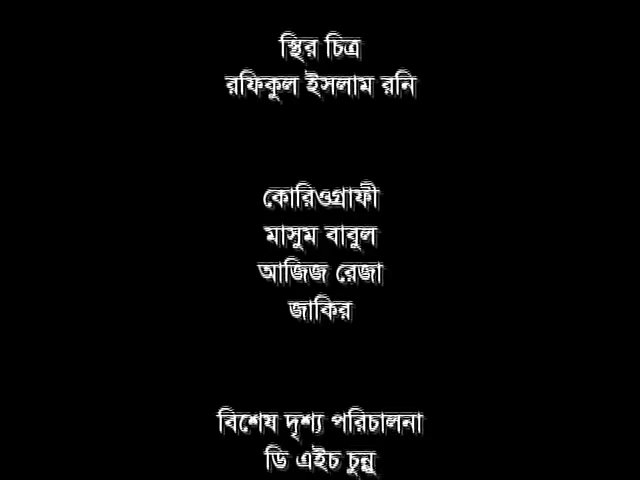 স্থির চিত্র
রফিকুল ইসলাম রনি
কোরিওগ্রাফী
মাসুম বাবুল
আজিজ রেজা
জাকির
বিশেষ দৃশ্য পরিচালনা
ডি এইচ চুন্নু